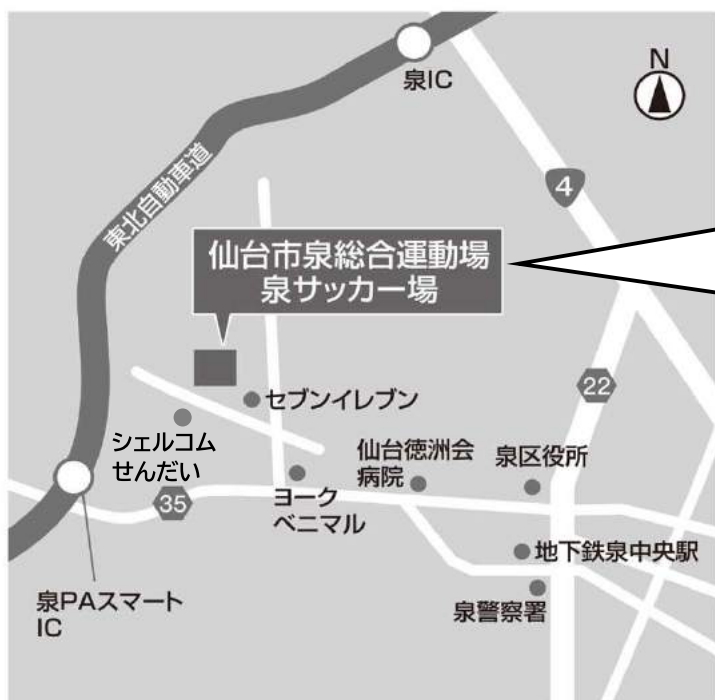 泉IC
N
東北自動車道
4
仙台市泉総合運動場
泉サッカー場
22
セブンイレブン
シェルコム
せんだい
仙台徳洲会
病院
泉区役所
35
ヨーク
ベニマル
地下鉄泉中央駅
泉PAスマート
IC
泉警察署